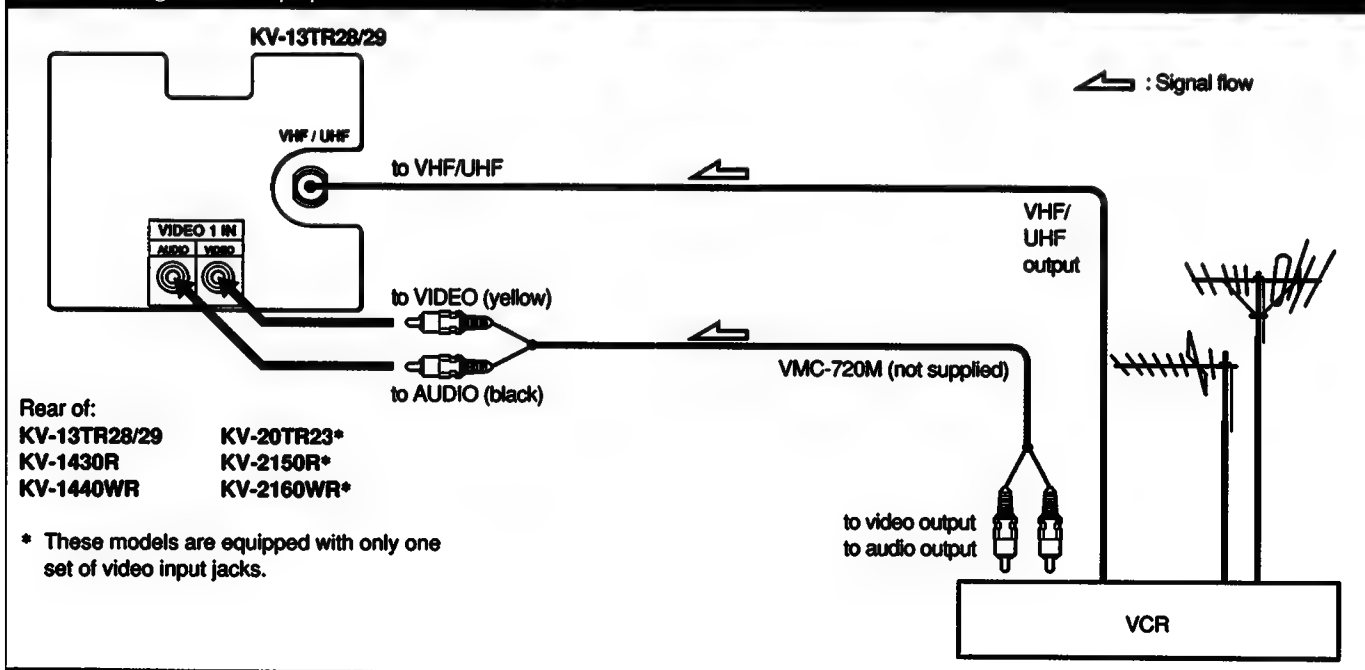 KV-13TR28/29
: Signal flow
VHF / UHF
to VHF/UHF
VHF/
UHF
output
VIDEO 1 IN
AUDIO VIDEO
to VIDEO (yellow)
VMC-720M (not supplied)
to AUDIO (black)
Rear of:
KV-13TR28/29 KV-20TR23*
KV-1430R KV-2150R*
KV-1440WR KV-2160WR*
* These models are equipped with only one
set of video input jacks.
to video output
to audio output
VCR